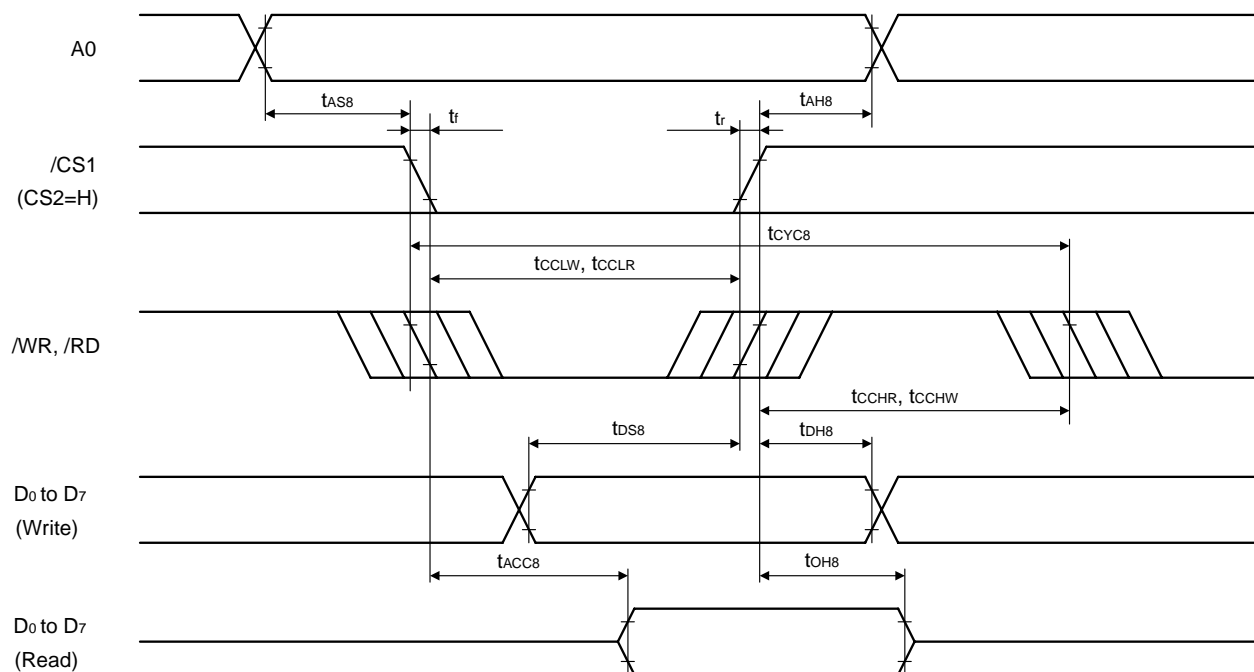 A0
tAS8
tAH8
tf
tr
/CS1
(CS2=H)
tCYC8
tCCLW, tCCLR
/WR, /RD
tCCHR, tCCHW
tDS8
tDH8
D0 to D7
(Write)
tACC8
tOH8
D0 to D7
(Read)